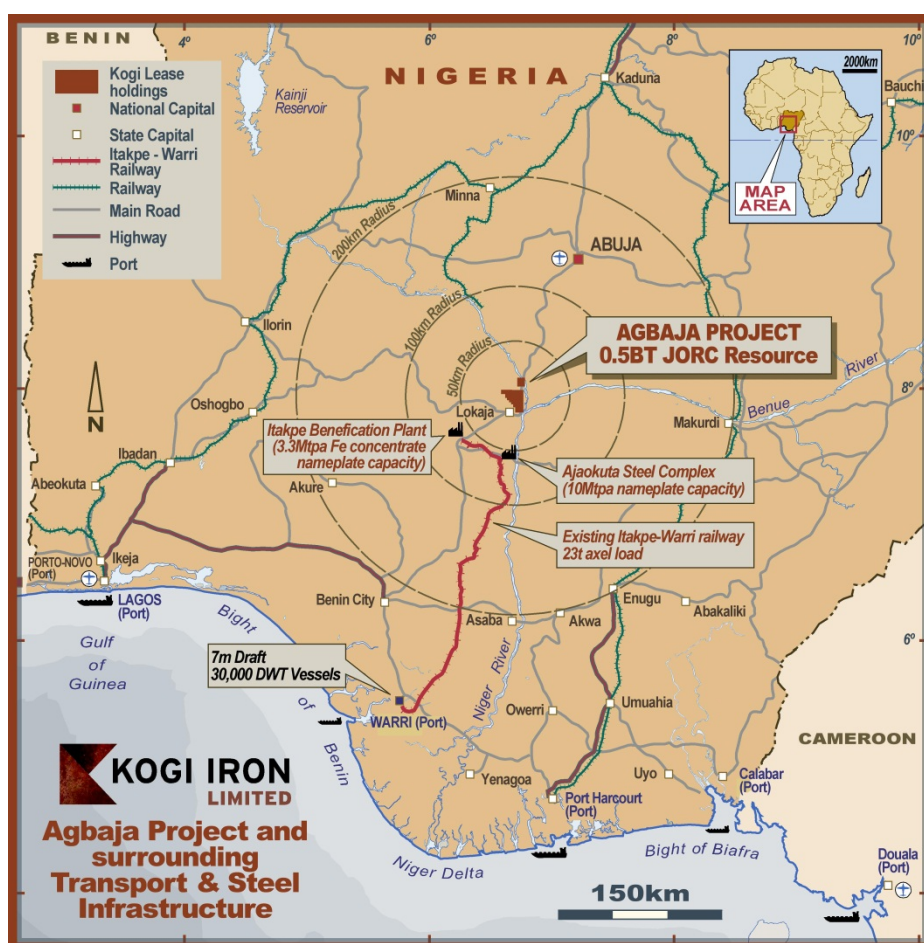 BENIN
4°
6°
8°
10°
NIGERIA
Kogi Lease
holdings
National Capital
State Capital
Itakpe - Warri
Railway
Railway
Main Road
Highway
Port
Kainji
Reservoir
Kaduna
2000km
MAP
AREA
Bauchi
10°
Minna
200km Radius
ABUJA
100km Radius
50km Radius
Ilorin
AGBAJA PROJECT
0.5BT JORC Resource
River
8°
Benue
N
Oshogbo
Lokaja
Makurdi
Itakpe Benefication Plant
(3.3Mtpa Fe concentrate
nameplate capacity)
Ibadan
Abeokuta
Akure
Ajaokuta Steel Complex
(10Mtpa nameplate capacity)
Existing Itakpe-Warri railway
23t axel load
PORTO-NOVO
(Port)
Ikeja
LAGOS
(Port)
Benin City
Asaba
Akwa
Enugu
Abakaliki
Bight
of
Benin
Gulf
of
Guinea
6°
7m Draft
30,000 DWT Vessels
Niger River
WARRI (Port)
Owerri
Umuahia
CAMEROON
KOGI IRON
LIMITED
Yenagoa
Uyo
Calabar
(Port)
Port Harcourt
(Port)
Agbaja Project and
surrounding
Transport & Steel
Infrastructure
Niger Delta
Bight of Biafra
Douala
(Port)
150km